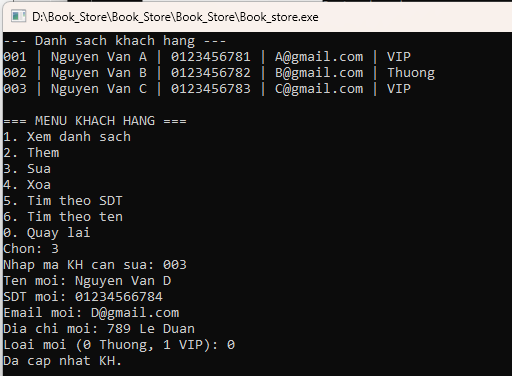 D:\Book_Store\Book_Store\Book_Store\Book_store.exe
--- Danh sach khach hang ---
001 | Nguyen Van A | 0123456781 | A@gmail.com | VIP
002 | Nguyen Van B | 0123456782 | B@gmail.com | Thuong
003 | Nguyen Van C | 0123456783 | C@gmail.com | VIP
=== MENU KHACH HANG ===
1. Xem danh sach
2. Them
3. Sua
4. Xoa
5. Tim theo SDT
6. Tim theo ten
0. Quay lai
Chon: 3
Nhap ma KH can sua: 003
Ten moi: Nguyen Van D
SDT moi: 01234566784
Email moi: D@gmail.com
Dia chi moi: 789 Le Duan
Loai moi (0 Thuong, 1 VIP): 0
Da cap nhat KH.